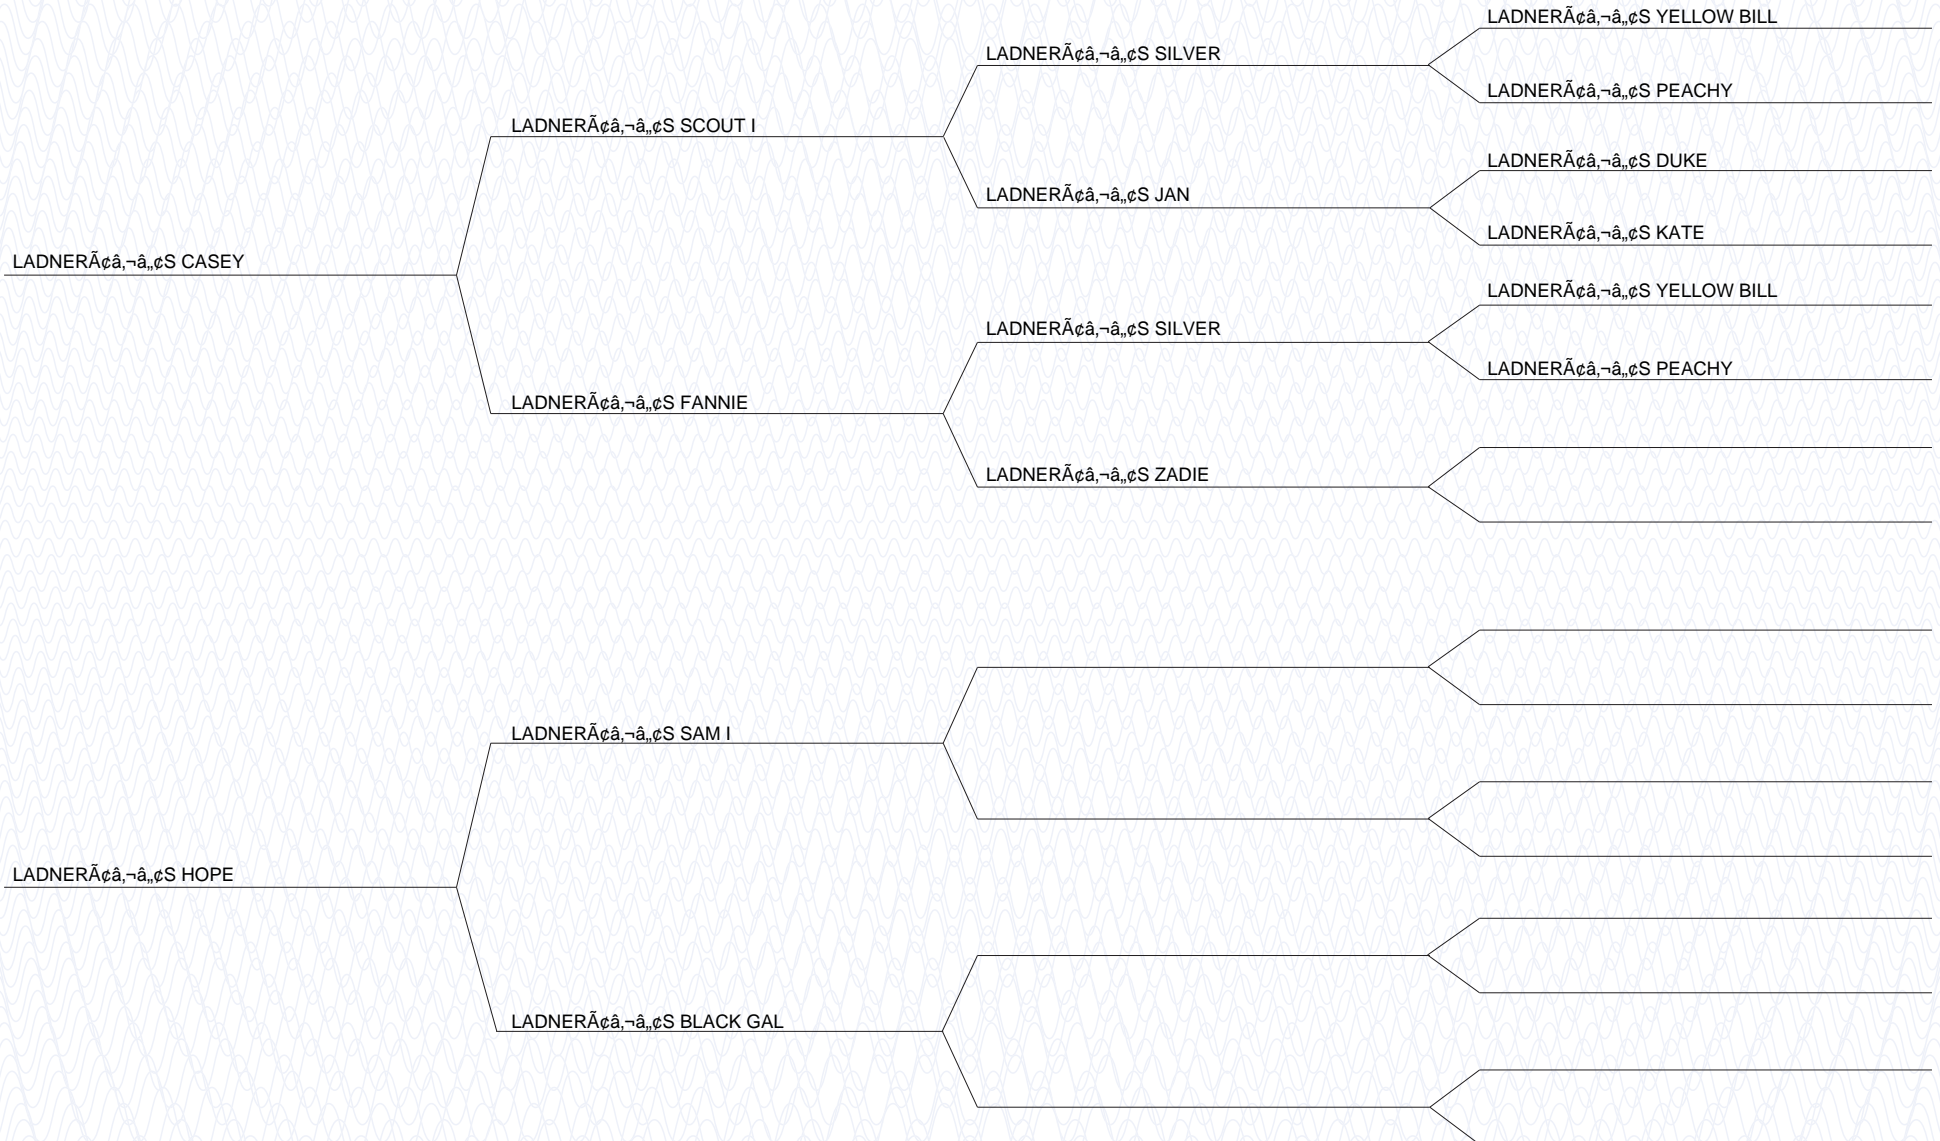 LADNERÃ¢â‚¬â„¢S YELLOW BILL
LADNERÃ¢â‚¬â„¢S SILVER
LADNERÃ¢â‚¬â„¢S PEACHY
LADNERÃ¢â‚¬â„¢S SCOUT I
LADNERÃ¢â‚¬â„¢S DUKE
LADNERÃ¢â‚¬â„¢S JAN
LADNERÃ¢â‚¬â„¢S KATE
LADNERÃ¢â‚¬â„¢S CASEY
LADNERÃ¢â‚¬â„¢S YELLOW BILL
LADNERÃ¢â‚¬â„¢S SILVER
LADNERÃ¢â‚¬â„¢S PEACHY
LADNERÃ¢â‚¬â„¢S FANNIE
LADNERÃ¢â‚¬â„¢S ZADIE
LADNERÃ¢â‚¬â„¢S SAM I
LADNERÃ¢â‚¬â„¢S HOPE
LADNERÃ¢â‚¬â„¢S BLACK GAL